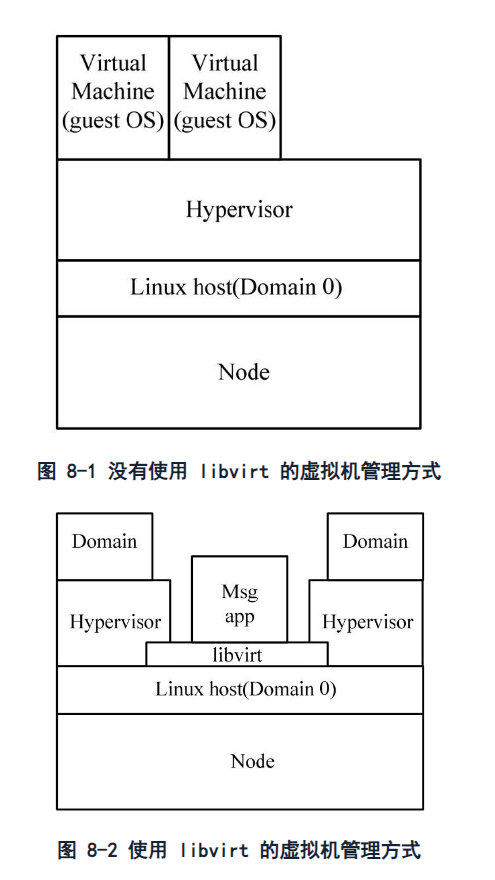 Virtual
Machine
(guest OS)
Virtual
Machine
(guest OS)
Hypervisor
Linux host(Domain 0)
Node
图 8-1 没有使用 libvirt 的虚拟机管理方式
Domain
Domain
Msg
app
Hypervisor
Hypervisor
libvirt
Linux host(Domain 0)
Node
图 8-2 使用 libvirt 的虚拟机管理方式